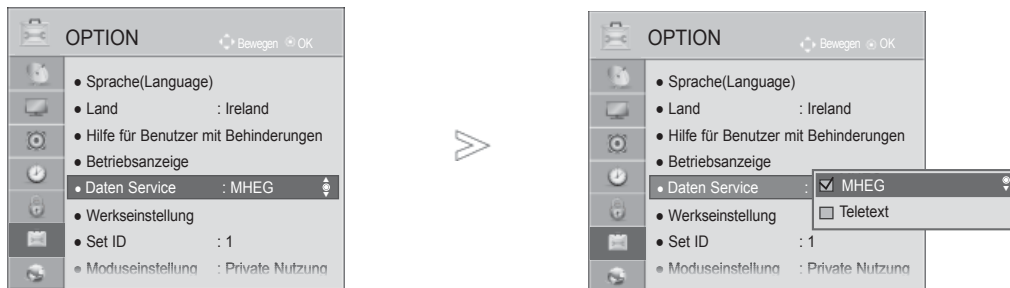 OPTION
Bewegen OK
● Sprache(Language)
● Land : Ireland
● Hilfe für Benutzer mit Behinderungen
● Betriebsanzeige
● Daten Service : MHEG
● Werkseinstellung
● Set ID : 1
● Moduseinstellung : Private Nutzung
OPTION
Bewegen OK
● Sprache(Language)
● Land : Ireland
● Hilfe für Benutzer mit Behinderungen
● Betriebsanzeige
● Daten Service :
MHEG
Teletext
● Werkseinstellung
● Set ID : 1
● Moduseinstellung : Private Nutzung